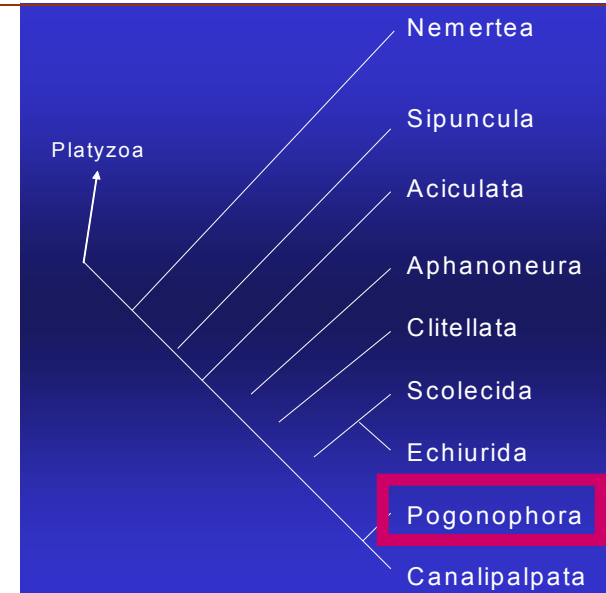 Nemertea
Sipuncula
Platyzoa
Aciculata
Aphanoneura
Clitellata
Scolecida
Echiurida
Pogonophora
Canalipalpata